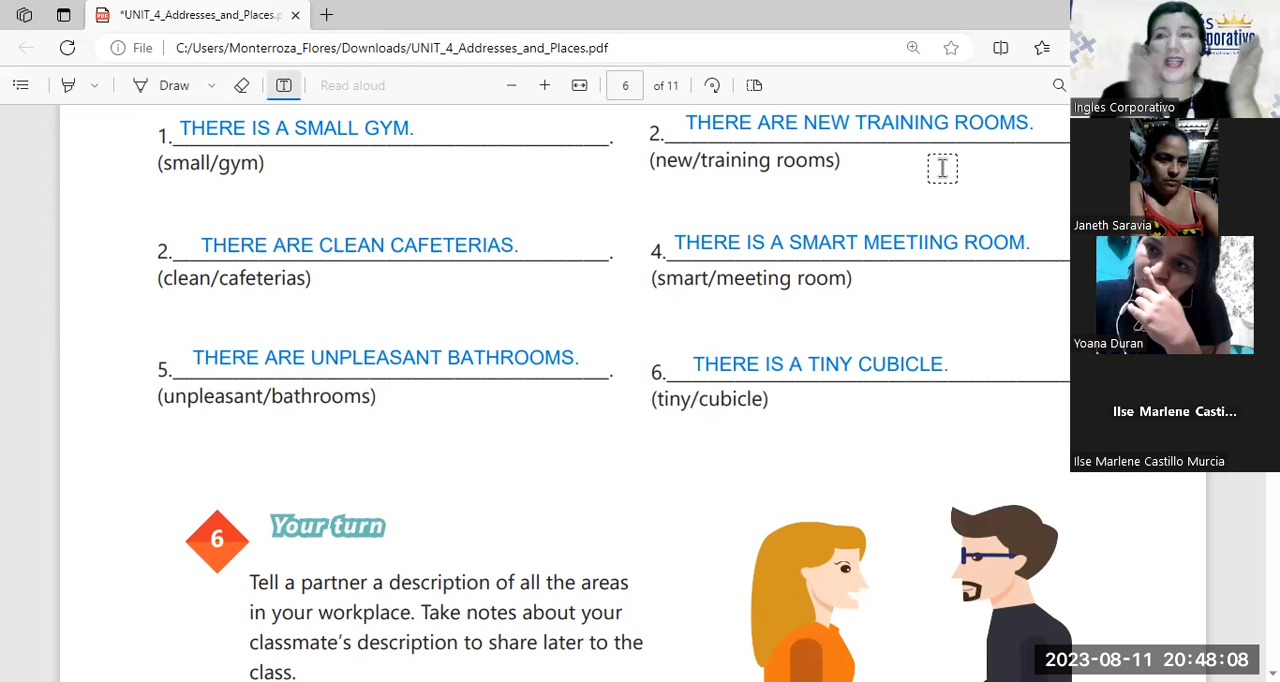 *UNIT_4_Addresses_and_Places.p
File
C:/Users/Monterroza_Flores/Downloads/UNIT_4_Addresses_and_Places.pdf
Draw
Read aloud
6
of 11
1. THERE IS A SMALL GYM. .
(small/gym)
2. THERE ARE NEW TRAINING ROOMS.
(new/training rooms)
2. THERE ARE CLEAN CAFETERIAS. .
(clean/cafeterias)
4. THERE IS A SMART MEETIING ROOM.
(smart/meeting room)
5. THERE ARE UNPLEASANT BATHROOMS. .
(unpleasant/bathrooms)
6. THERE IS A TINY CUBICLE.
(tiny/cubicle)
6
Your turn
Tell a partner a description of all the areas
in your workplace. Take notes about your
classmate's description to share later to the
class.
Ingles Corporativo
Janeth Saravia
Yoana Duran
Ilse Marlene Casti...
Ilse Marlene Castillo Murcia
2023-08-11 20:48:08